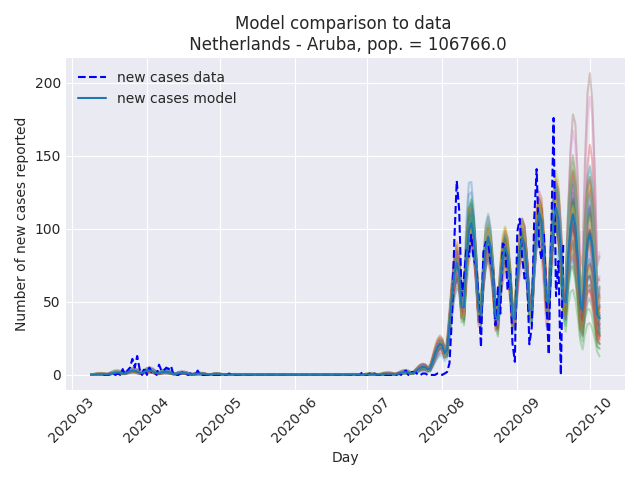 Model comparison to data
Netherlands - Aruba, pop. = 106766.0
new cases data
new cases model
Number of new cases reported
200
150
100
50
0
2020-03
2020-04
2020-05
2020-06
2020-07
2020-08
2020-09
2020-10
Day